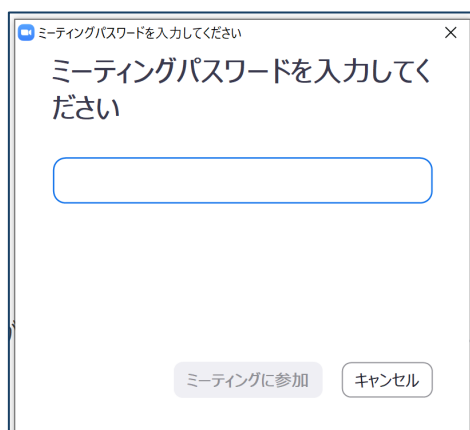 ミーティングパスワードを入力してください
ミーティングパスワードを入力してく
ださい
ミーティングに参加
キャンセル